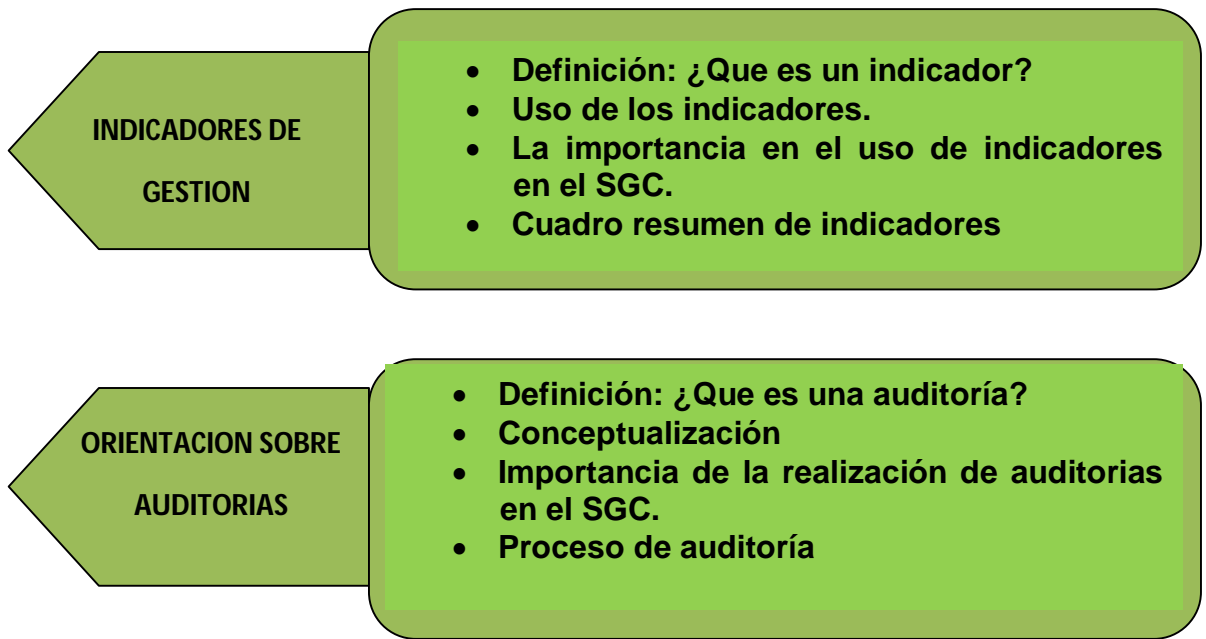 INDICADORES DE
GESTION
• Definición: ¿Que es un indicador?
• Uso de los indicadores.
• La importancia en el uso de indicadores
en el SGC.
• Cuadro resumen de indicadores
ORIENTACION SOBRE
AUDITORIAS
• Definición: ¿Que es una auditoría?
• Conceptualización
• Importancia de la realización de auditorias
en el SGC.
• Proceso de auditoría